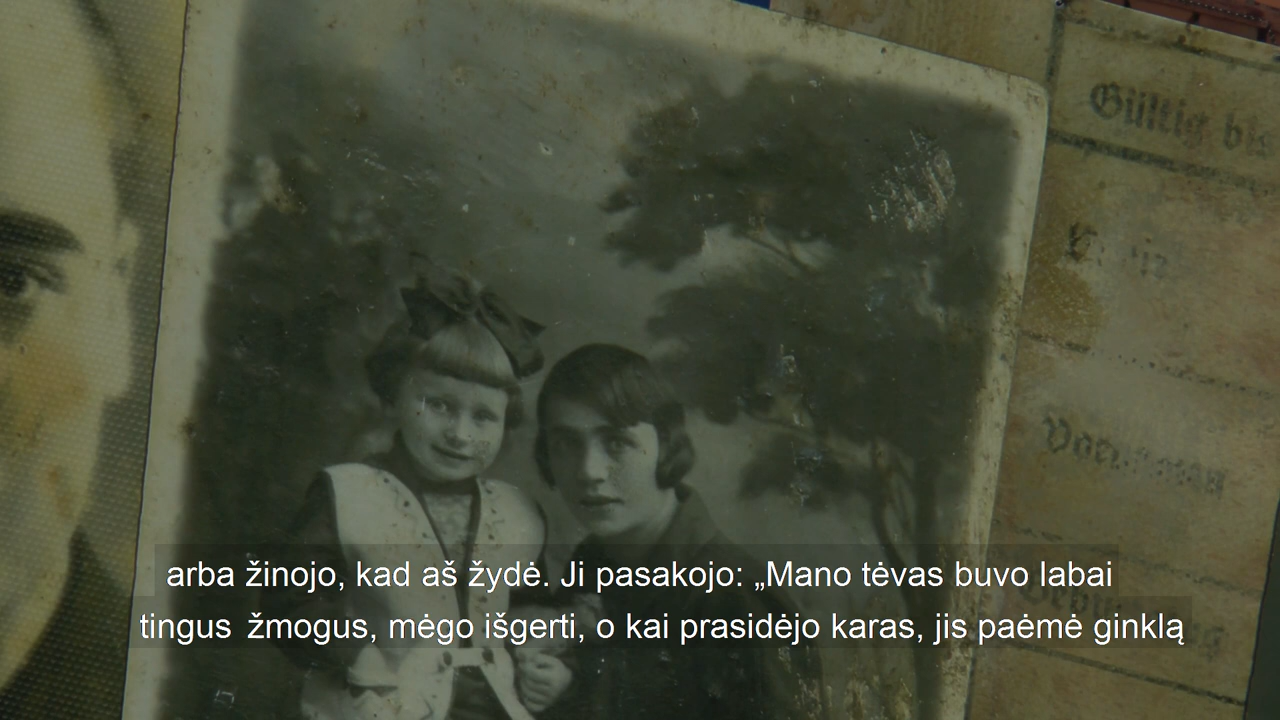 Gültig bis
arba žinojo, kad aš žydė. Ji pasakojo: „Mano tėvas buvo labai
tingus žmogus, mėgo išgerti, o kai prasidėjo karas, jis paėmė ginklą